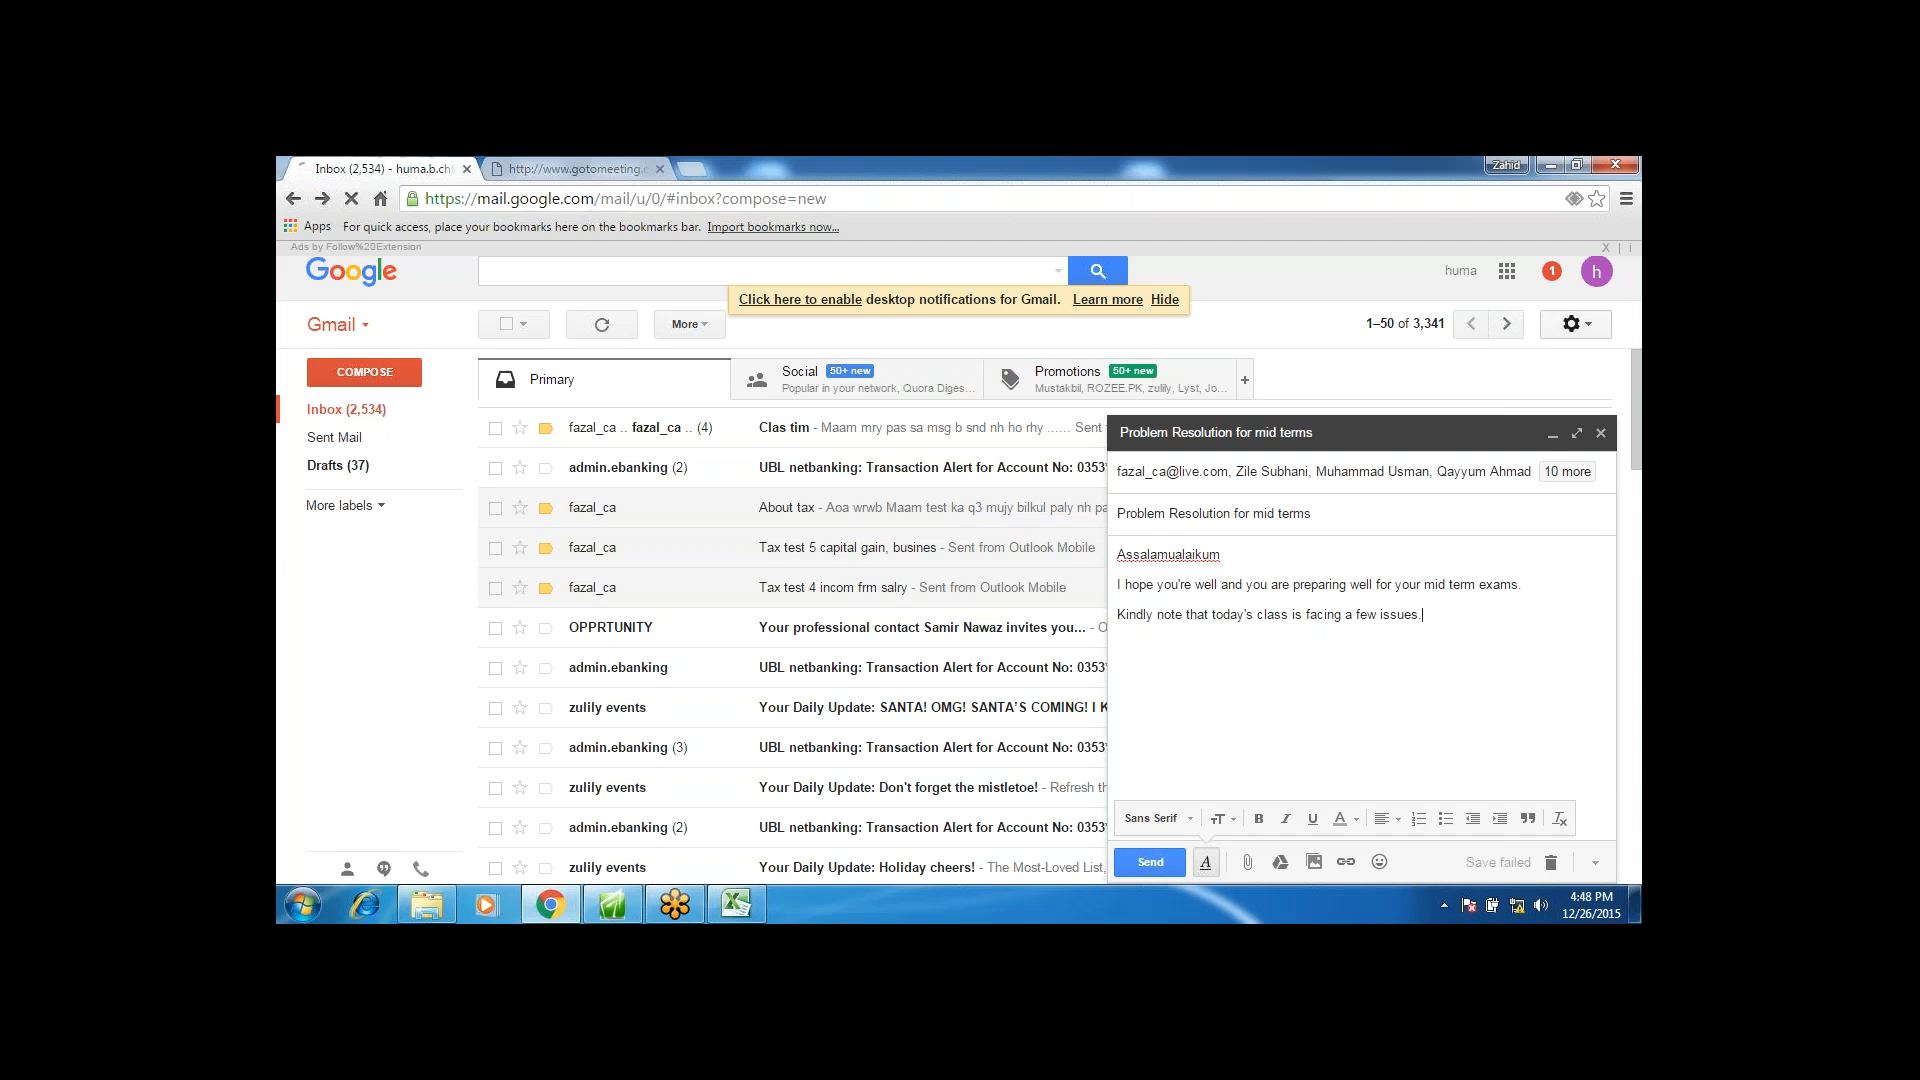 Inbox (2,534) - huma.b.ch
http://www.gotomeeting.c
Zahid
https://mail.google.com/mail/u/0/#inbox?compose=new
Apps For quick access, place your bookmarks here on the bookmarks bar. Import bookmarks now...
Ads by Follow%20Extension X | i
Google
huma 1 h
Click here to enable desktop notifications for Gmail. Learn more Hide
Gmail
More
1–50 of 3,341
COMPOSE
Inbox (2,534)
Sent Mail
Drafts (37)
More labels
Primary
Social 50+ new
Popular in your network, Quora Diges...
Promotions 50+ new
Mustakbil, ROZEE.PK, zulily, Lyst, Jo...
+
fazal_ca .. fazal_ca .. (4) Clas tim - Maam mry pas sa msg b snd nh ho rhy ...... Sent
admin.ebanking (2) UBL netbanking: Transaction Alert for Account No: 0353*
fazal_ca About tax - Aoa wrwb Maam test ka q3 mujy bilkul paly nh pa
fazal_ca Tax test 5 capital gain, busines - Sent from Outlook Mobile
fazal_ca Tax test 4 incom frm salry - Sent from Outlook Mobile
OPPRTUNITY Your professional contact Samir Nawaz invites you... - O
admin.ebanking UBL netbanking: Transaction Alert for Account No: 0353*
zulily events Your Daily Update: SANTA! OMG! SANTA'S COMING! I K
admin.ebanking (3) UBL netbanking: Transaction Alert for Account No: 0353*
zulily events Your Daily Update: Don't forget the mistletoe! - Refresh th
admin.ebanking (2) UBL netbanking: Transaction Alert for Account No: 0353*
zulily events Your Daily Update: Holiday cheers! - The Most-Loved List,
Problem Resolution for mid terms
fazal_ca@live.com, Zile Subhani, Muhammad Usman, Qayyum Ahmad 10 more
Problem Resolution for mid terms
Assalamualaikum
I hope you're well and you are preparing well for your mid term exams.
Kindly note that today's class is facing a few issues.
Sans Serif B I U A
Send A Save failed
4:48 PM
12/26/2015